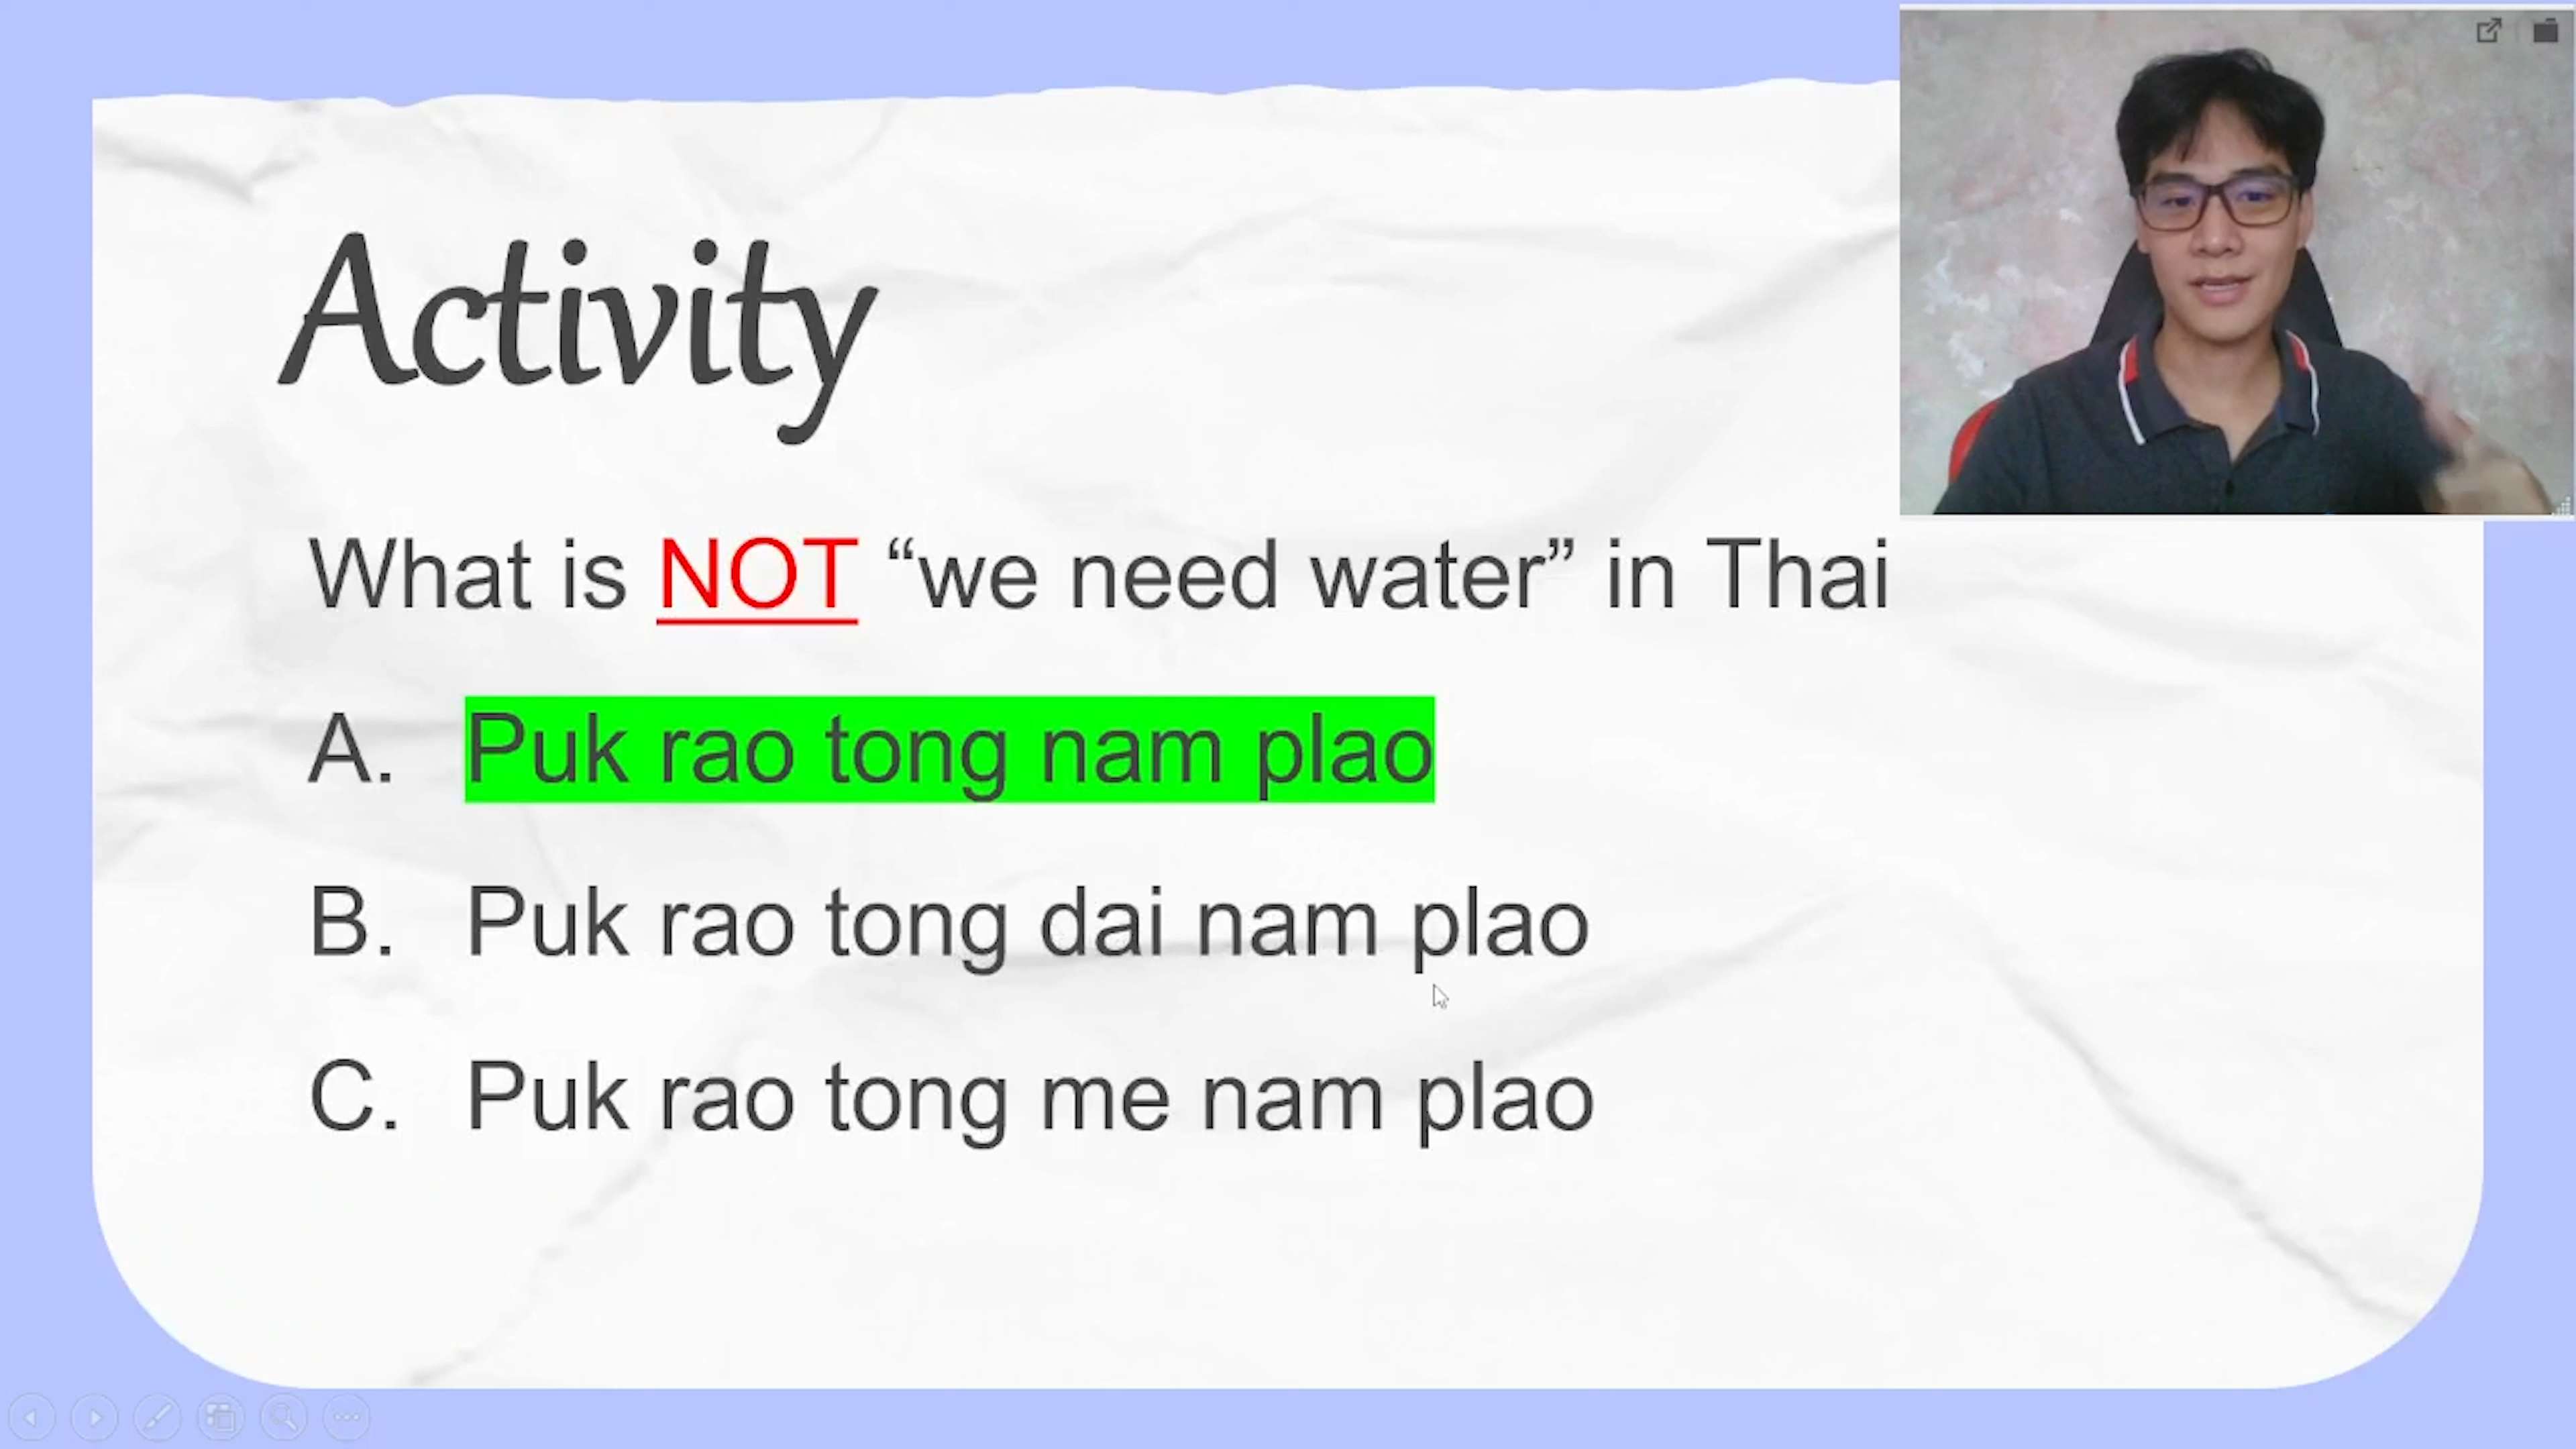 Activity
What is NOT “we need water” in Thai
A. Puk rao tong nam plao
B. Puk rao tong dai nam plao
C. Puk rao tong me nam plao